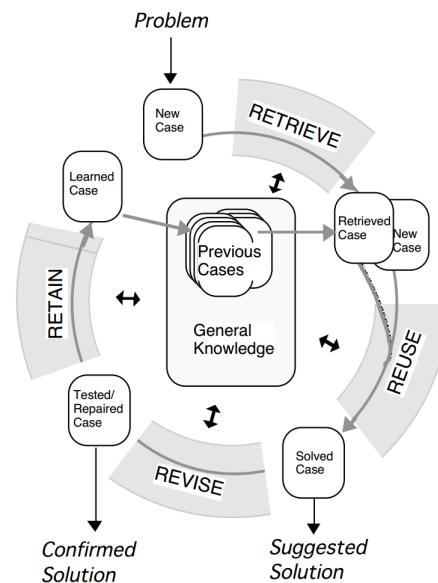 Problem
New
Case
RETRIEVE
Learned
Case
Retrieved
Case
New
Case
Previous
Cases
General
Knowledge
RETAIN
REUSE
Tested/
Repaired
Case
REVISE
Solved
Case
Confirmed
Solution
Suggested
Solution